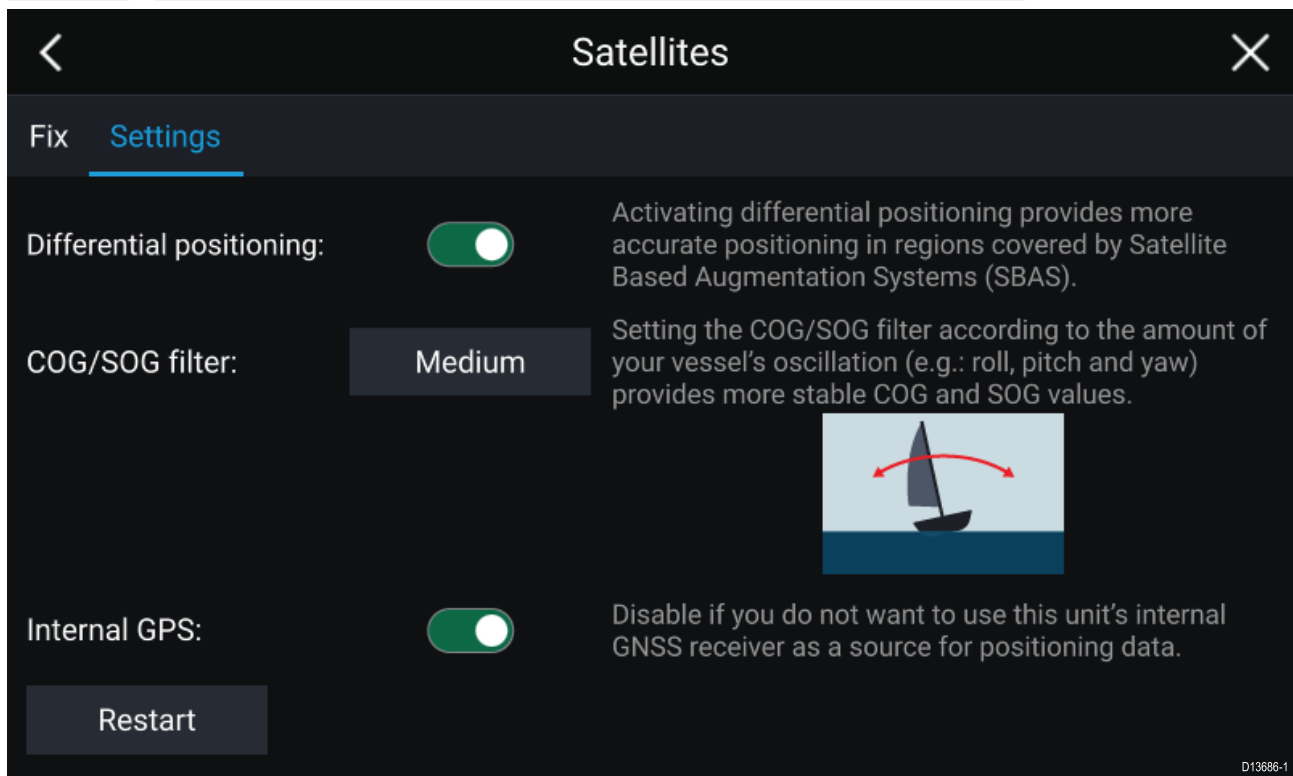 Satellites
Fix Settings
Differential positioning:
Activating differential positioning provides more
accurate positioning in regions covered by Satellite
Based Augmentation Systems (SBAS).
COG/SOG filter:
Medium
Setting the COG/SOG filter according to the amount of
your vessel's oscillation (e.g.: roll, pitch and yaw)
provides more stable COG and SOG values.
Internal GPS:
Disable if you do not want to use this unit's internal
GNSS receiver as a source for positioning data.
Restart
D13686-1